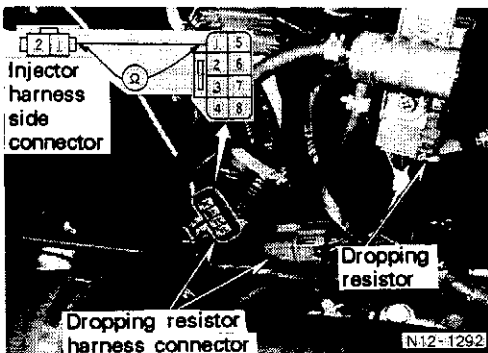 2 1
1 5
2 6
3 7
4 8
Ω
Injector
harness
side
connector
Dropping
resistor
Dropping resistor
harness connector
N12-1292